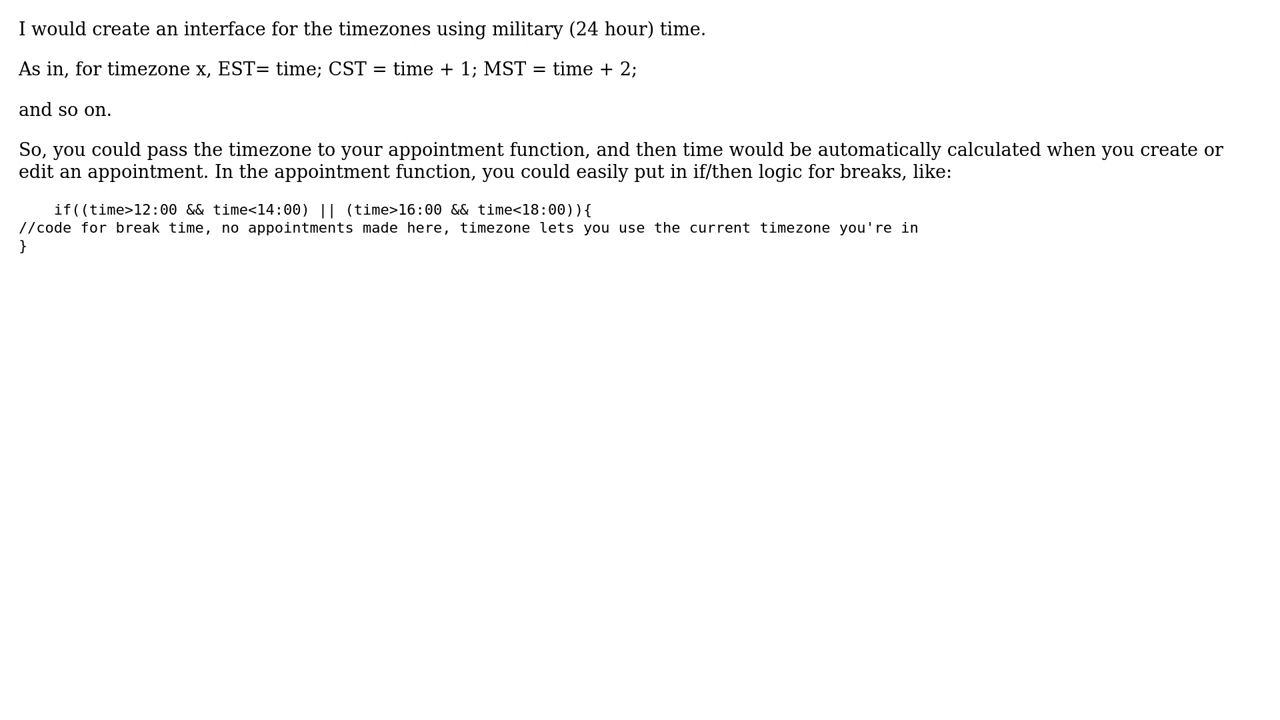 I would create an interface for the timezones using military (24 hour) time.
As in, for timezone x, EST= time; CST = time + 1; MST = time + 2;
and so on.
So, you could pass the timezone to your appointment function, and then time would be automatically calculated when you create or
edit an appointment. In the appointment function, you could easily put in if/then logic for breaks, like:
    if((time>12:00 && time<14:00) || (time>16:00 && time<18:00)){
//code for break time, no appointments made here, timezone lets you use the current timezone you're in
}